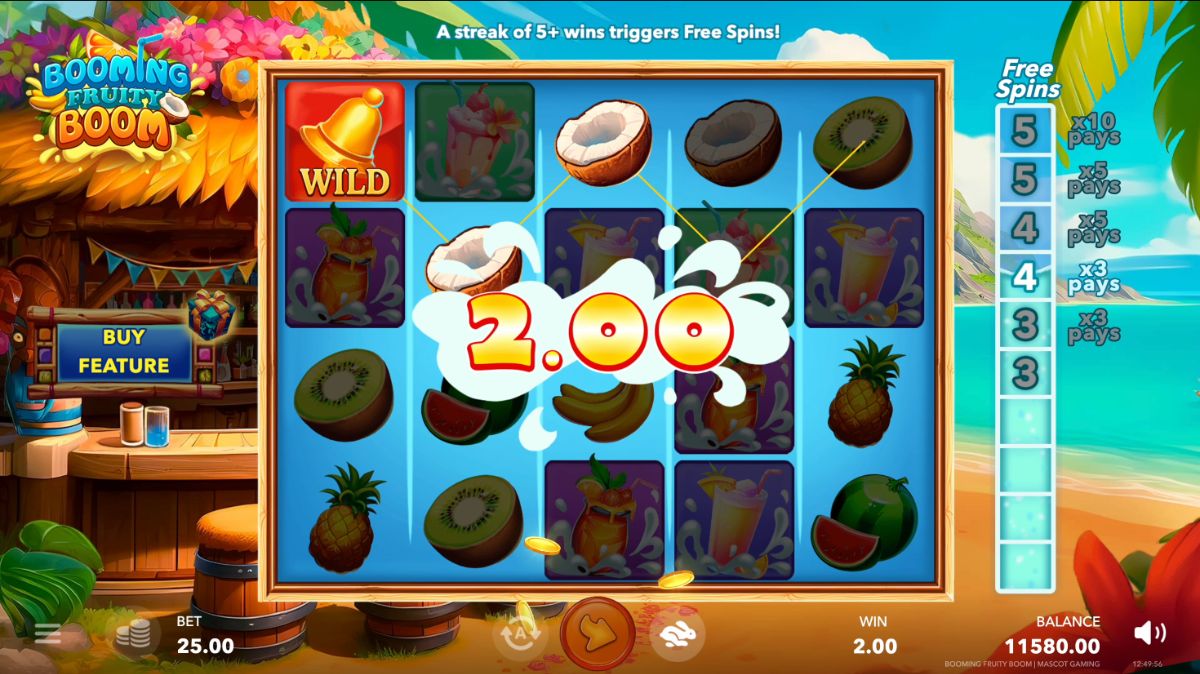 A streak of 5+ wins triggers Free Spins!
BOOMING
FRUITY
BOOM
Free
Spins
5
x10
pays
5
x5
pays
4
x5
pays
4
x3
pays
3
x3
pays
3
WILD
2.00
BUY
FEATURE
BET
25.00
A
WIN
2.00
BALANCE
11580.00
BOOMING FRUITY BOOM | MASCOT GAMING
12:49:56